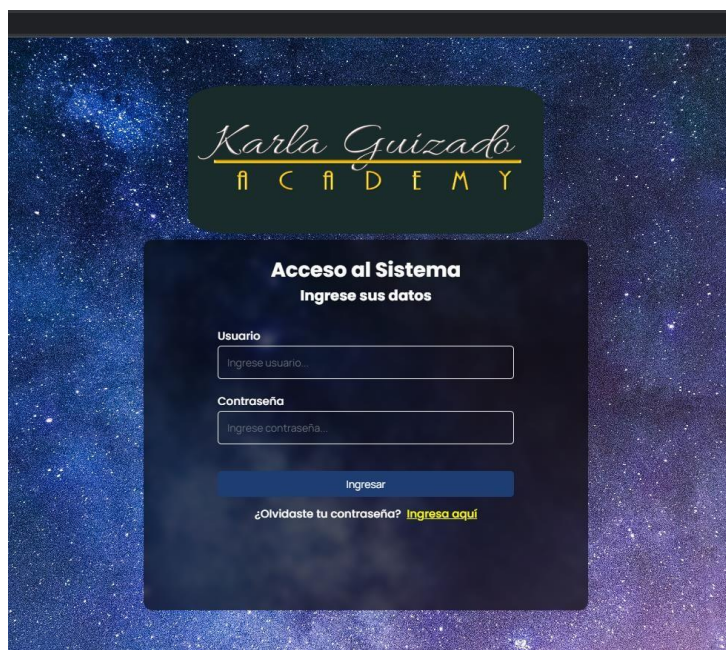 Karla Guizado
ACADEMY
Acceso al Sistema
Ingrese sus datos
Usuario
Ingrese usuario...
Contraseña
Ingrese contraseña...
Ingresar
¿Olvidaste tu contraseña? Ingresa aquí